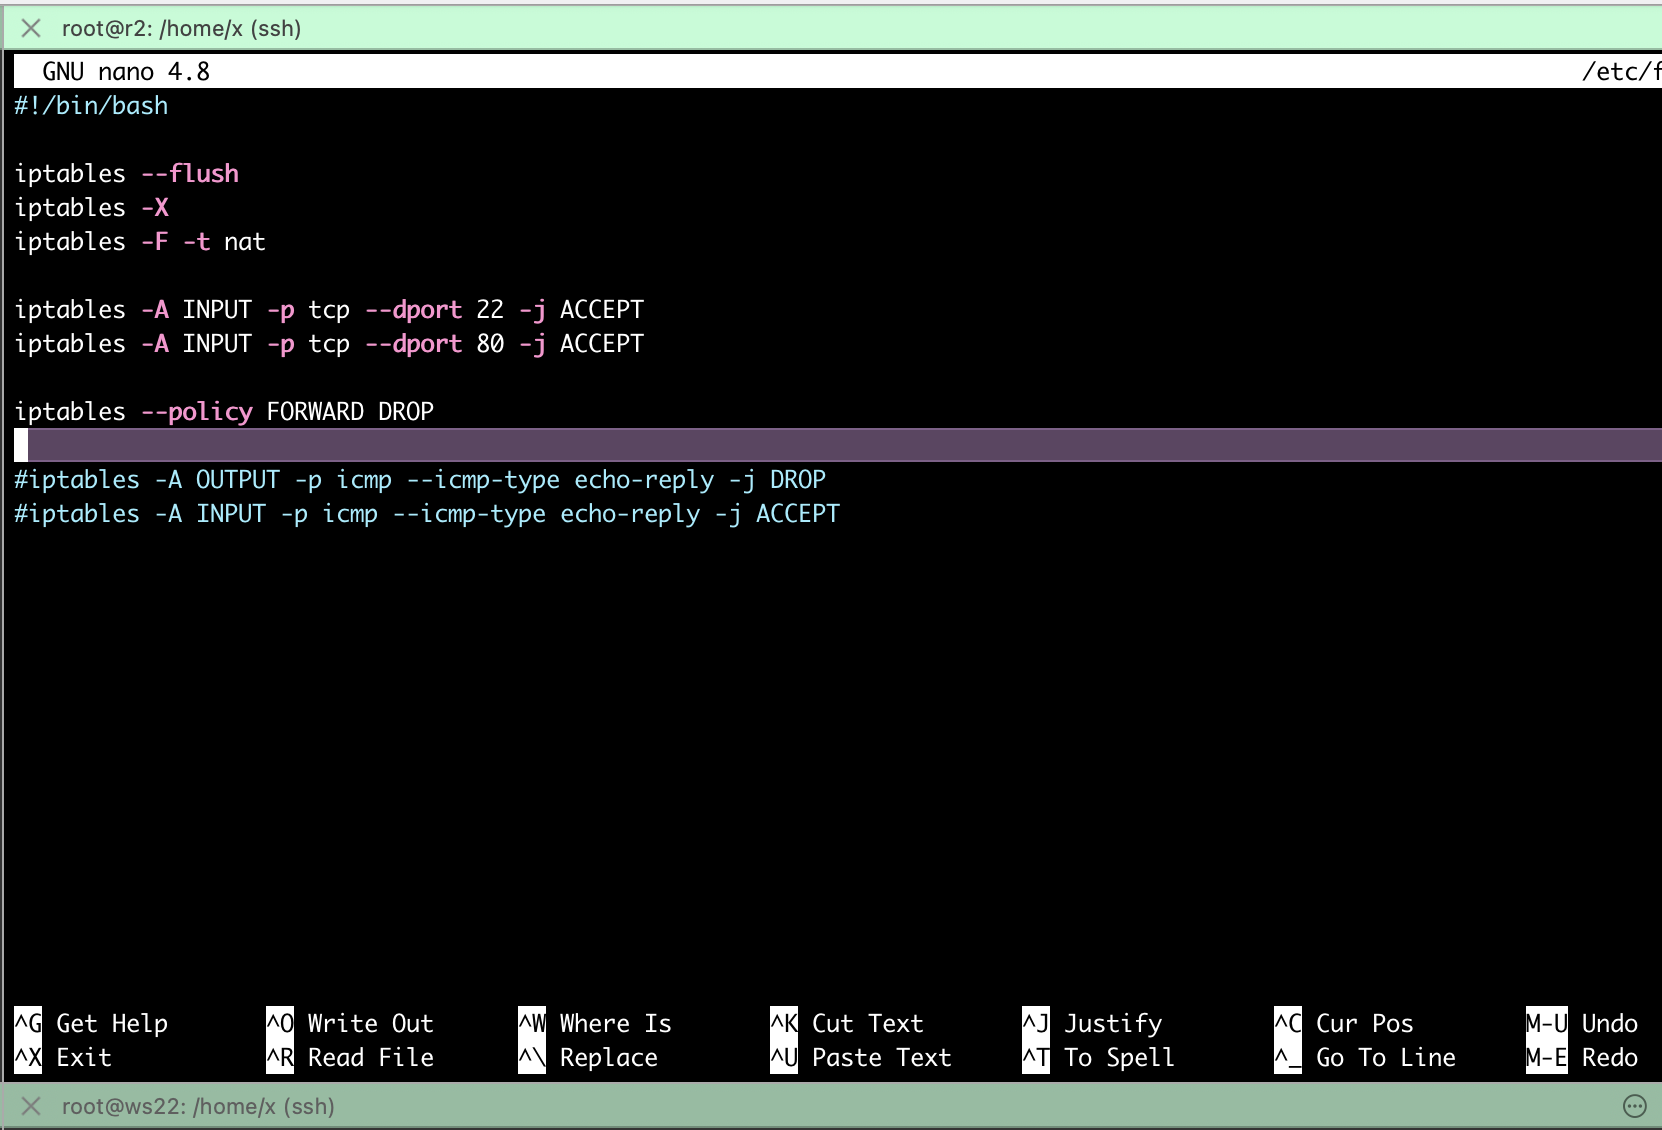 root@r2: /home/x (ssh)
GNU nano 4.8 /etc/f
#!/bin/bash
iptables --flush
iptables -X
iptables -F -t nat
iptables -A INPUT -p tcp --dport 22 -j ACCEPT
iptables -A INPUT -p tcp --dport 80 -j ACCEPT
iptables --policy FORWARD DROP
#iptables -A OUTPUT -p icmp --icmp-type echo-reply -j DROP
#iptables -A INPUT -p icmp --icmp-type echo-reply -j ACCEPT
^G Get Help ^O Write Out ^W Where Is ^K Cut Text ^J Justify ^C Cur Pos M-U Undo
^X Exit ^R Read File ^\ Replace ^U Paste Text ^T To Spell ^_ Go To Line M-E Redo
root@ws22: /home/x (ssh)